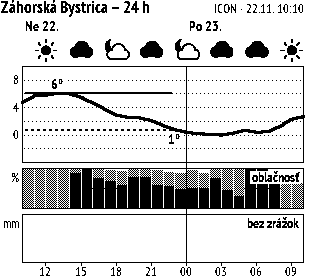 Záhorská Bystrica – 24 h
ICON · 22.11. 10:10
Ne 22. Po 23.
8
6°
4
0
1°
% oblačnosť
mm bez zrážok
12 15 18 21 00 03 06 09